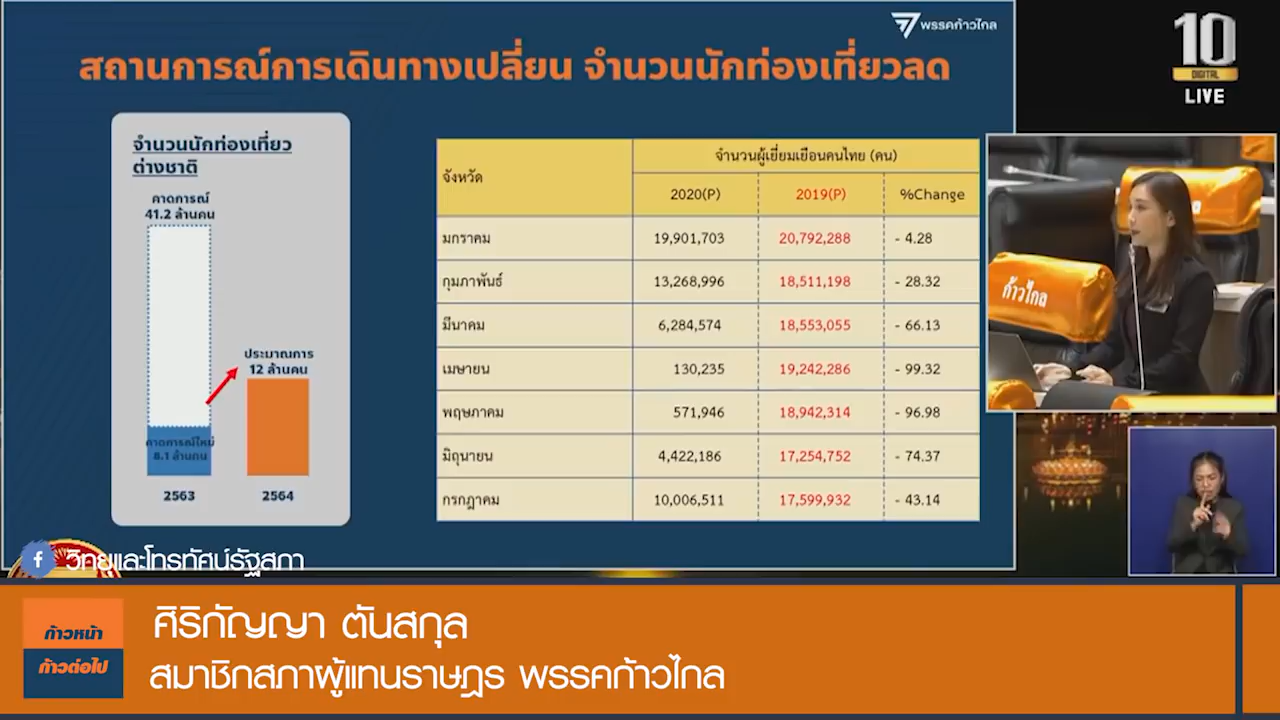 พรรคก้าวไกล
10
DIGITAL
LIVE
สถานการณ์การเดินทางเปลี่ยน จำนวนนักท่องเที่ยวลด
จำนวนนักท่องเที่ยว
ต่างชาติ
คาดการณ์
41.2 ล้านคน
คาดการณ์ใหม่
8.1 ล้านคน
ประมาณการ
12 ล้านคน
2563 2564
จังหวัด จำนวนผู้เยี่ยมเยือนคนไทย (คน)
2020(P) 2019(P) %Change
มกราคม 19,901,703 20,792,288 - 4.28
กุมภาพันธ์ 13,268,996 18,511,198 - 28.32
มีนาคม 6,284,574 18,553,055 - 66.13
เมษายน 130,235 19,242,286 - 99.32
พฤษภาคม 571,946 18,942,314 - 96.98
มิถุนายน 4,422,186 17,254,752 - 74.37
กรกฎาคม 10,006,511 17,599,932 - 43.14
ก้าวไกล
f วิทยุและโทรทัศน์รัฐสภา
ก้าวหน้า
ก้าวต่อไป
ศิริกัญญา ตันสกุล
สมาชิกสภาผู้แทนราษฎร พรรคก้าวไกล